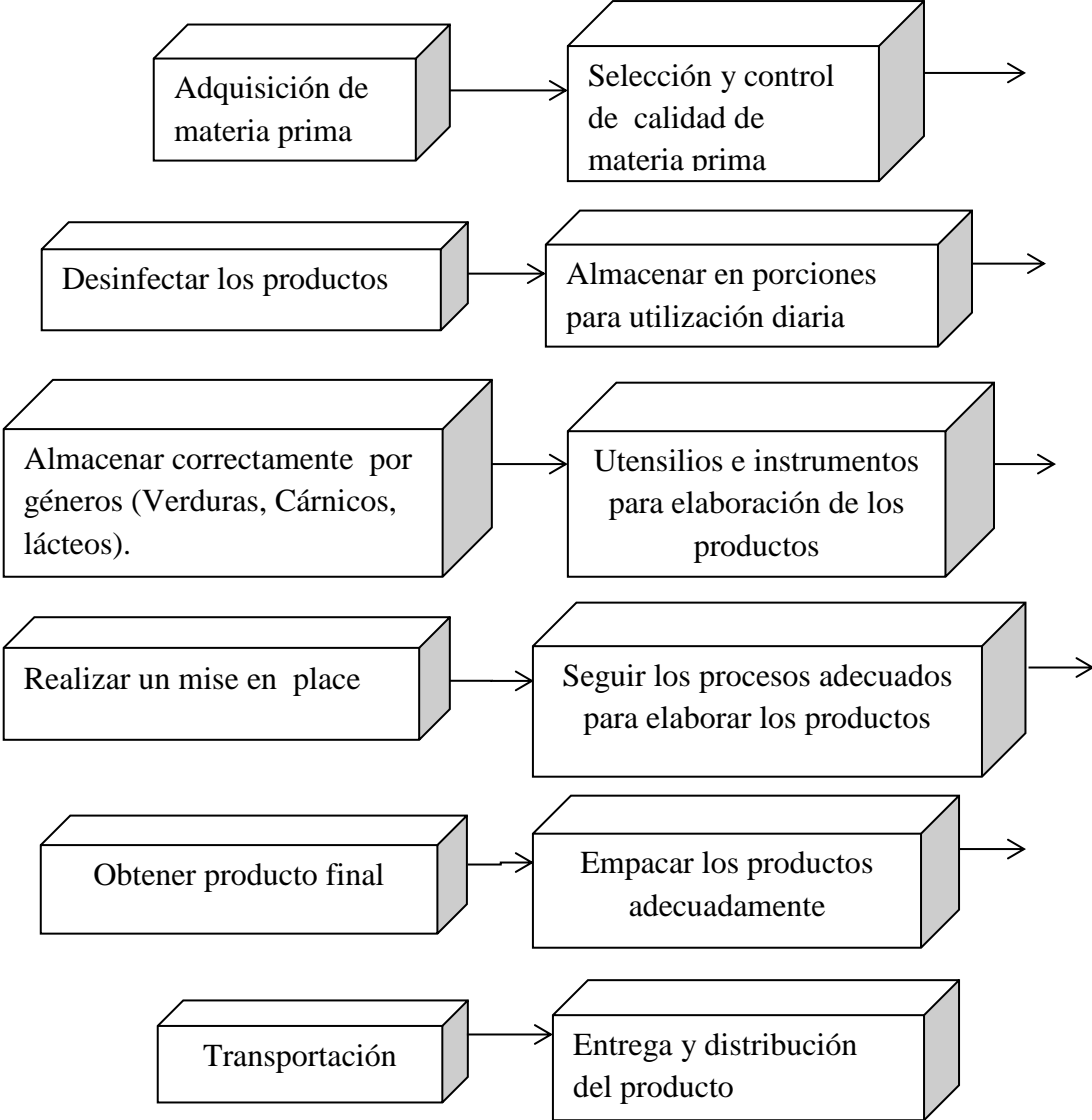 Adquisición de
materia prima
Selección y control
de calidad de
materia prima
Desinfectar los productos
Almacenar en porciones
para utilización diaria
Almacenar correctamente por
géneros (Verduras, Cárnicos,
lácteos).
Utensilios e instrumentos
para elaboración de los
productos
Realizar un mise en place
Seguir los procesos adecuados
para elaborar los productos
Obtener producto final
Empacar los productos
adecuadamente
Transportación
Entrega y distribución
del producto